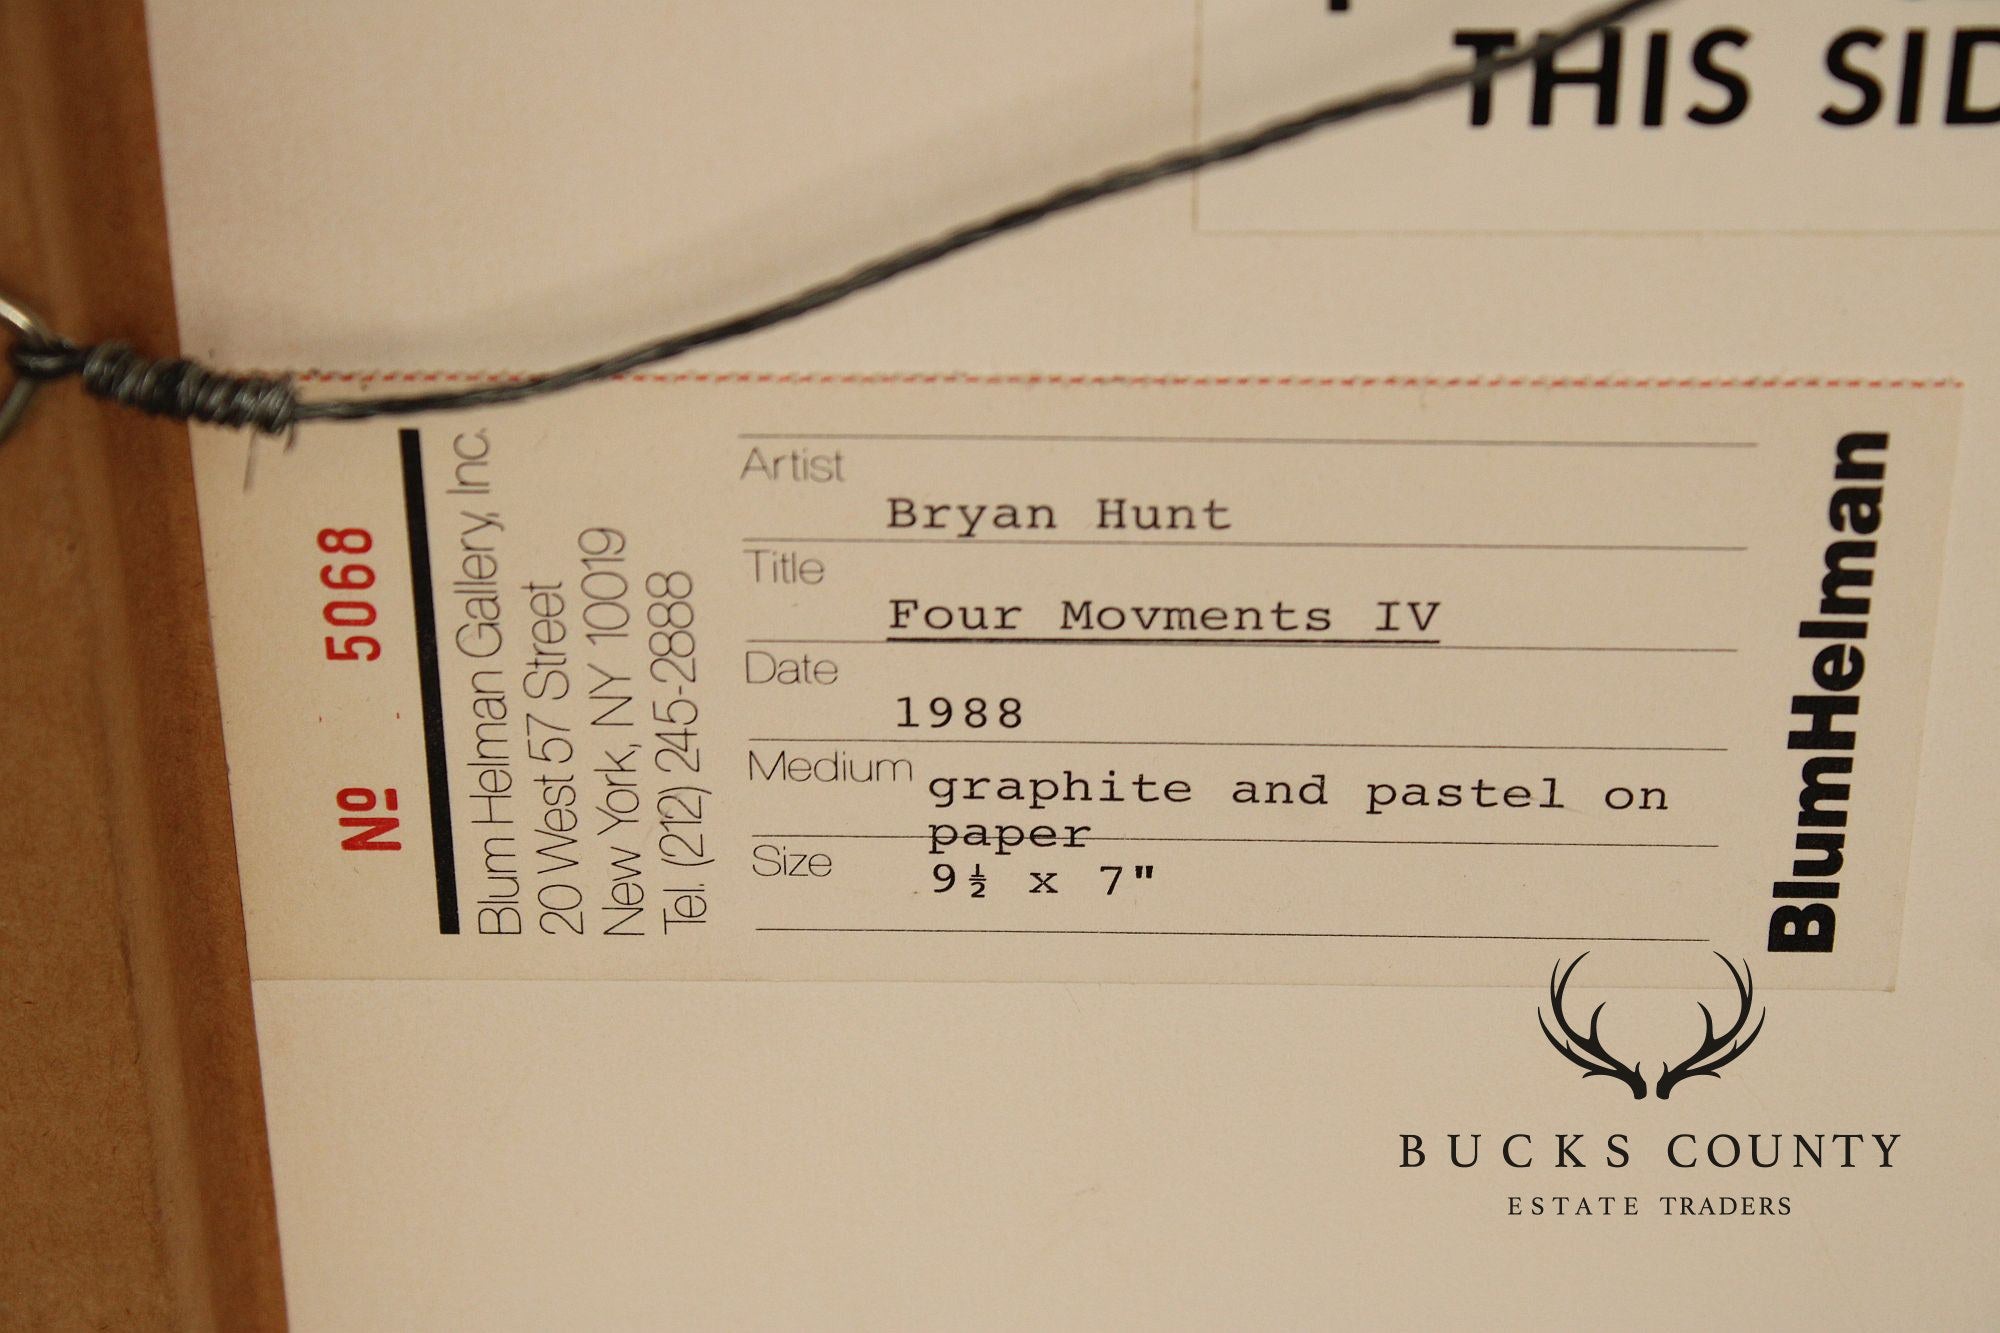 THIS SID
Nº 5068
Blum Helman Gallery, Inc.
20 West 57 Street
New York, NY 10019
Tel. (212) 245-2888
Artist
Bryan Hunt
Title
Four Movments IV
Date
1988
Medium
graphite and pastel on
paper
Size
9½ x 7"
BlumHelman
BUCKS COUNTY
ESTATE TRADERS